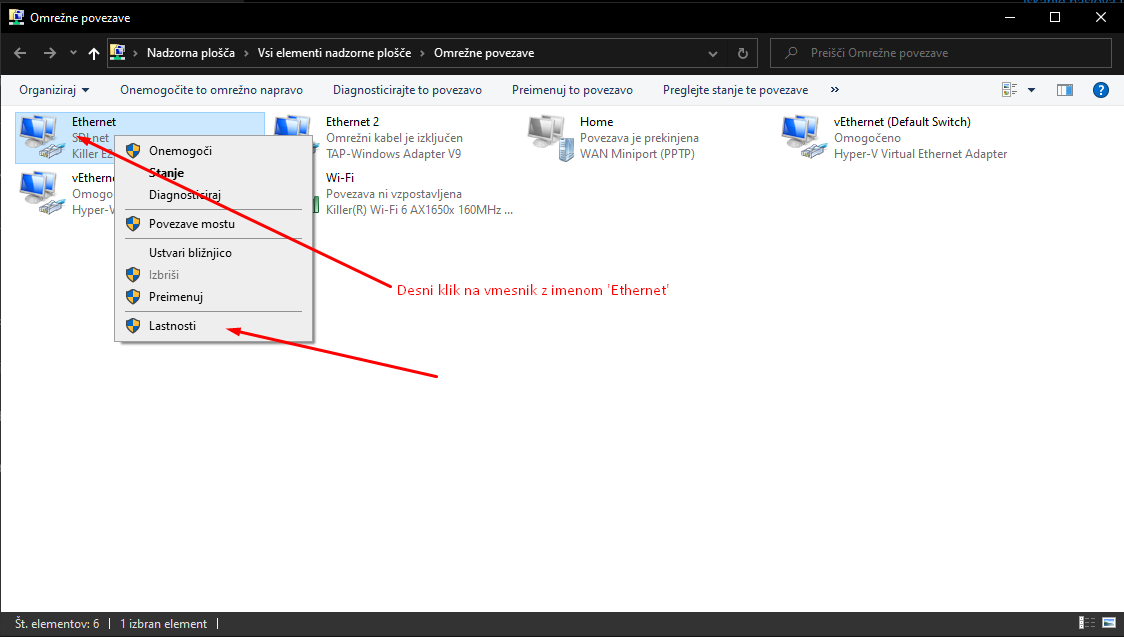 Omrežne povezave
Nadzorna plošča
Vsi elementi nadzorne plošče
Omrežne povezave
Preišči Omrežne povezave
Organiziraj
Onemogočite to omrežno napravo
Diagnosticirajte to povezavo
Preimenuj to povezavo
Preglejte stanje te povezave
»
?
Ethernet
SDI.net
Killer E2
Ethernet 2
Omrežni kabel je izključen
TAP-Windows Adapter V9
Home
Povezava je prekinjena
WAN Miniport (PPTP)
vEthernet (Default Switch)
Omogočeno
Hyper-V Virtual Ethernet Adapter
vEtherne
Omogo
Hyper-V
Wi-Fi
Povezava ni vzpostavljena
Killer(R) Wi-Fi 6 AX1650x 160MHz ...
Onemogoči
Stanje
Diagnosticiraj
Povezave mostu
Ustvari bližnjico
Izbriši
Preimenuj
Lastnosti
Desni klik na vmesnik z imenom 'Ethernet'
Št. elementov: 6
1 izbran element